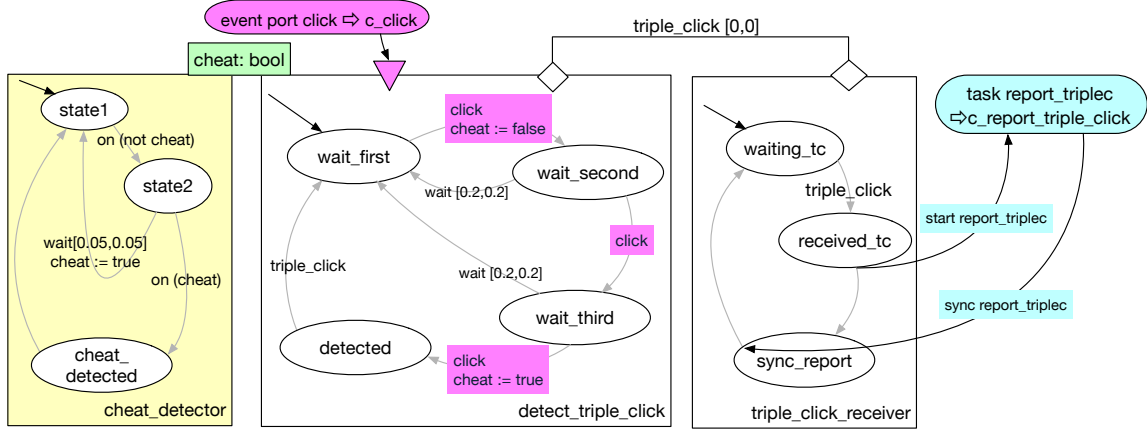 event port click ⇨ c_click
triple_click [0,0]
cheat: bool
state1
on (not cheat)
state2
wait[0.05,0.05]
cheat := true
on (cheat)
cheat_
detected
cheat_detector
click
cheat := false
wait_first
wait_second
wait [0.2,0.2]
click
triple_click
wait [0.2,0.2]
wait_third
detected
click
cheat := true
detect_triple_click
waiting_tc
triple_click
received_tc
sync_report
triple_click_receiver
task report_triplec
⇨c_report_triple_click
start report_triplec
sync report_triplec